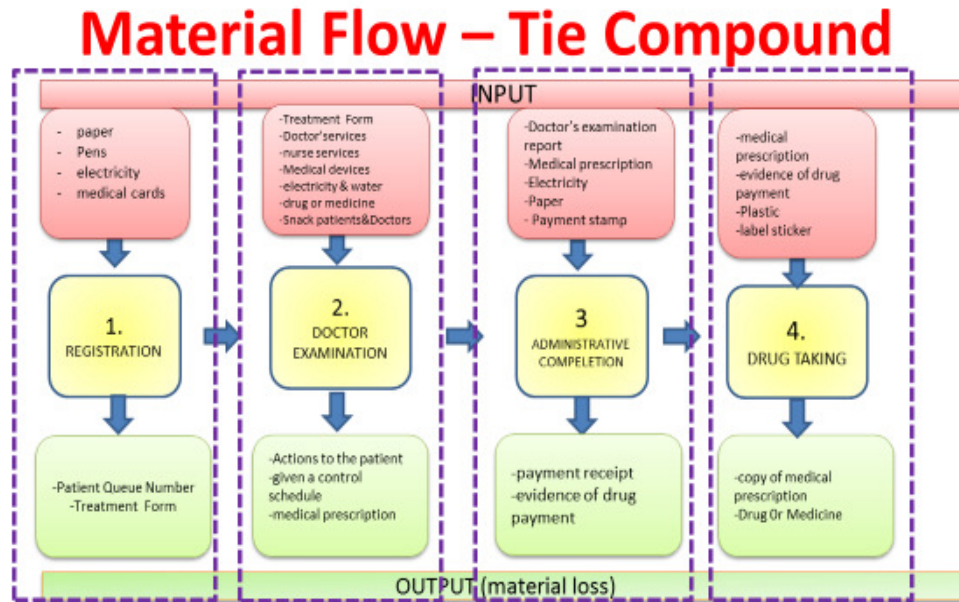 Material Flow – Tie Compound
INPUT
- paper
- Pens
- electricity
- medical cards
-Treatment Form
-Doctor'services
-nurse services
-Medical devices
-electricity & water
-drug or medicine
-Snack patients&Doctors
-Doctor's examination
report
-Medical prescription
-Electricity
-Paper
- Payment stamp
-medical
prescription
-evidence of drug
payment
-Plastic
-label sticker
1.
REGISTRATION
2.
DOCTOR
EXAMINATION
3
ADMINISTRATIVE
COMPELETION
4.
DRUG TAKING
-Patient Queue Number
-Treatment Form
-Actions to the patient
-given a control
schedule
-medical prescription
-payment receipt
-evidence of drug
payment
-copy of medical
prescription
-Drug Or Medicine
OUTPUT (material loss)